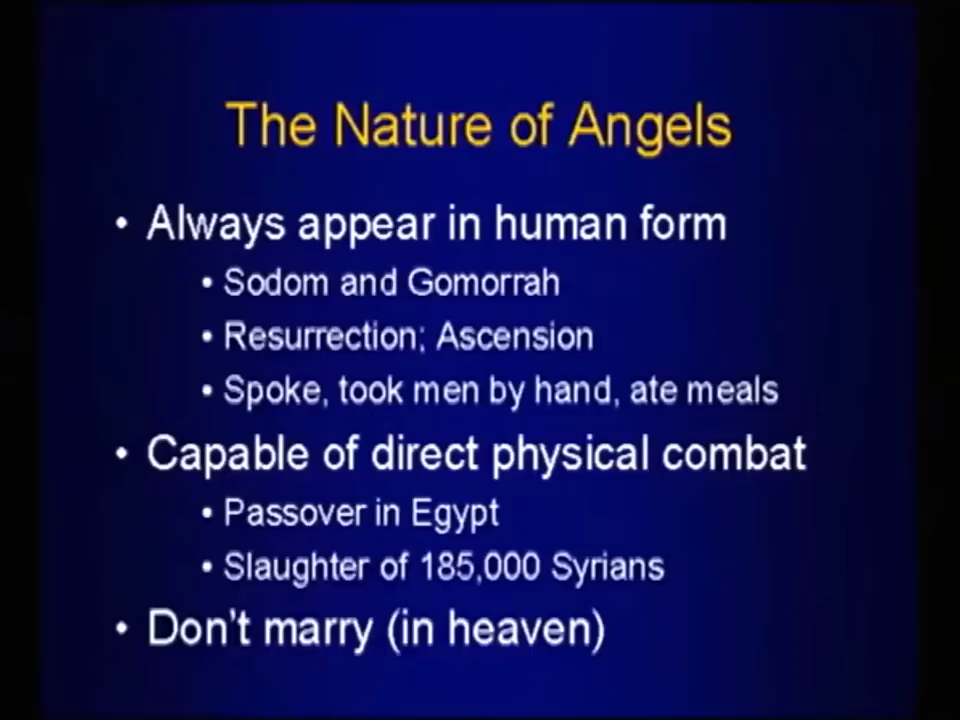 The Nature of Angels
• Always appear in human form
• Sodom and Gomorrah
• Resurrection; Ascension
• Spoke, took men by hand, ate meals
• Capable of direct physical combat
• Passover in Egypt
• Slaughter of 185,000 Syrians
• Don't marry (in heaven)